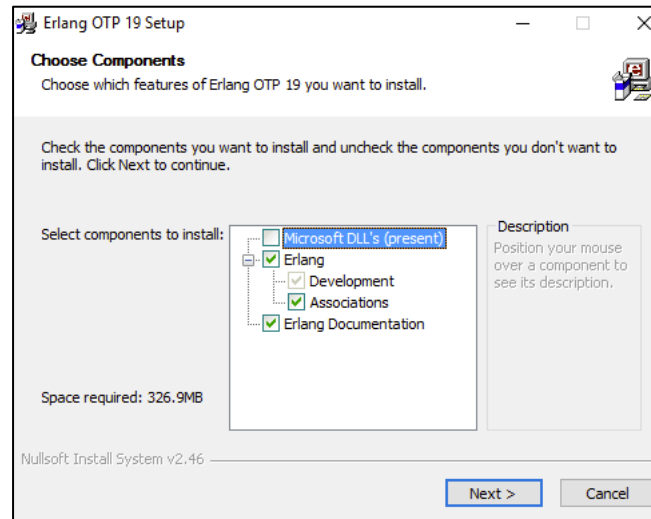 Erlang OTP 19 Setup
Choose Components
Choose which features of Erlang OTP 19 you want to install.
Check the components you want to install and uncheck the components you don't want to
install. Click Next to continue.
Select components to install:
Microsoft DLL's (present)
Erlang
Development
Associations
Erlang Documentation
Description
Position your mouse
over a component to
see its description.
Space required: 326.9MB
Nullsoft Install System v2.46
Next >
Cancel